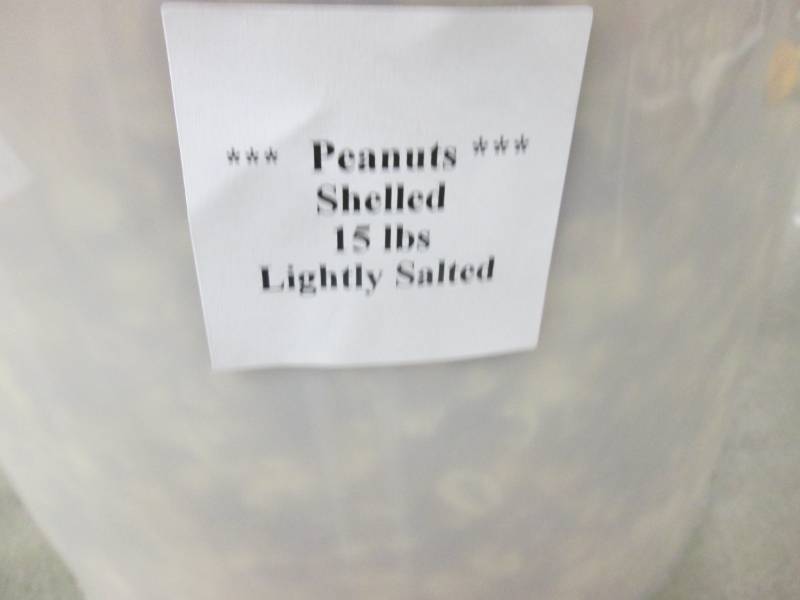 *** Peanuts ***
Shelled
15 lbs
Lightly Salted